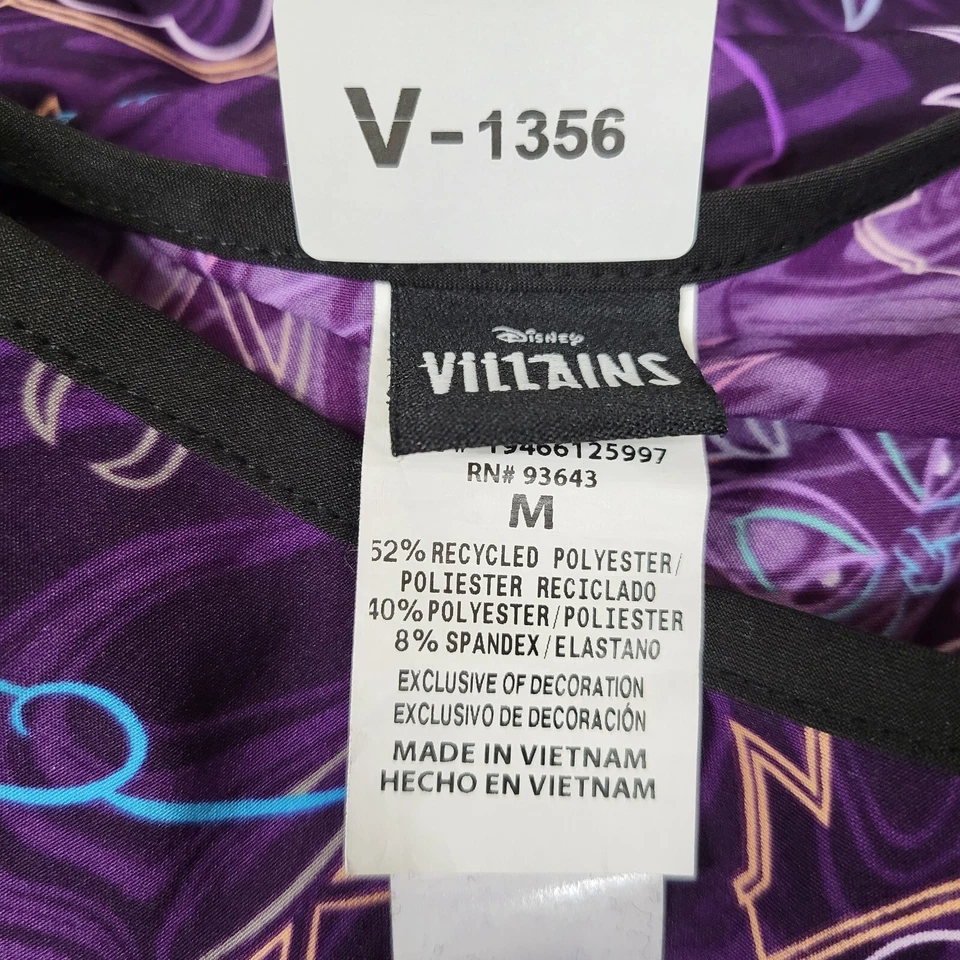 V-1356
Disney
VILLAINS
19466125997
RN# 93643
M
52% RECYCLED POLYESTER/
POLIESTER RECICLADO
40% POLYESTER/POLIESTER
8% SPANDEX/ELASTANO
EXCLUSIVE OF DECORATION
EXCLUSIVO DE DECORACIÓN
MADE IN VIETNAM
HECHO EN VIETNAM